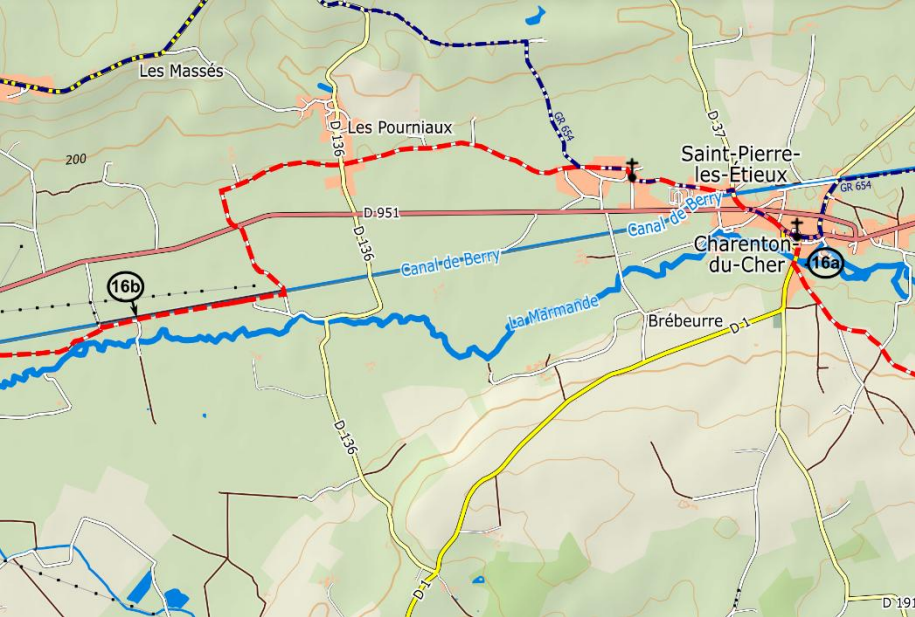 Les Massés
D 136
Les Pourniaux
GR 654
D 37
200
Saint-Pierre-
les-Etieux
GR 654
D 951
Canal de Berry
D-136
Canal de Berry
Charenton-
du-Cher
16a
16b
La Marmande
Brébeurre
D-1
D-136
D-1
D 191